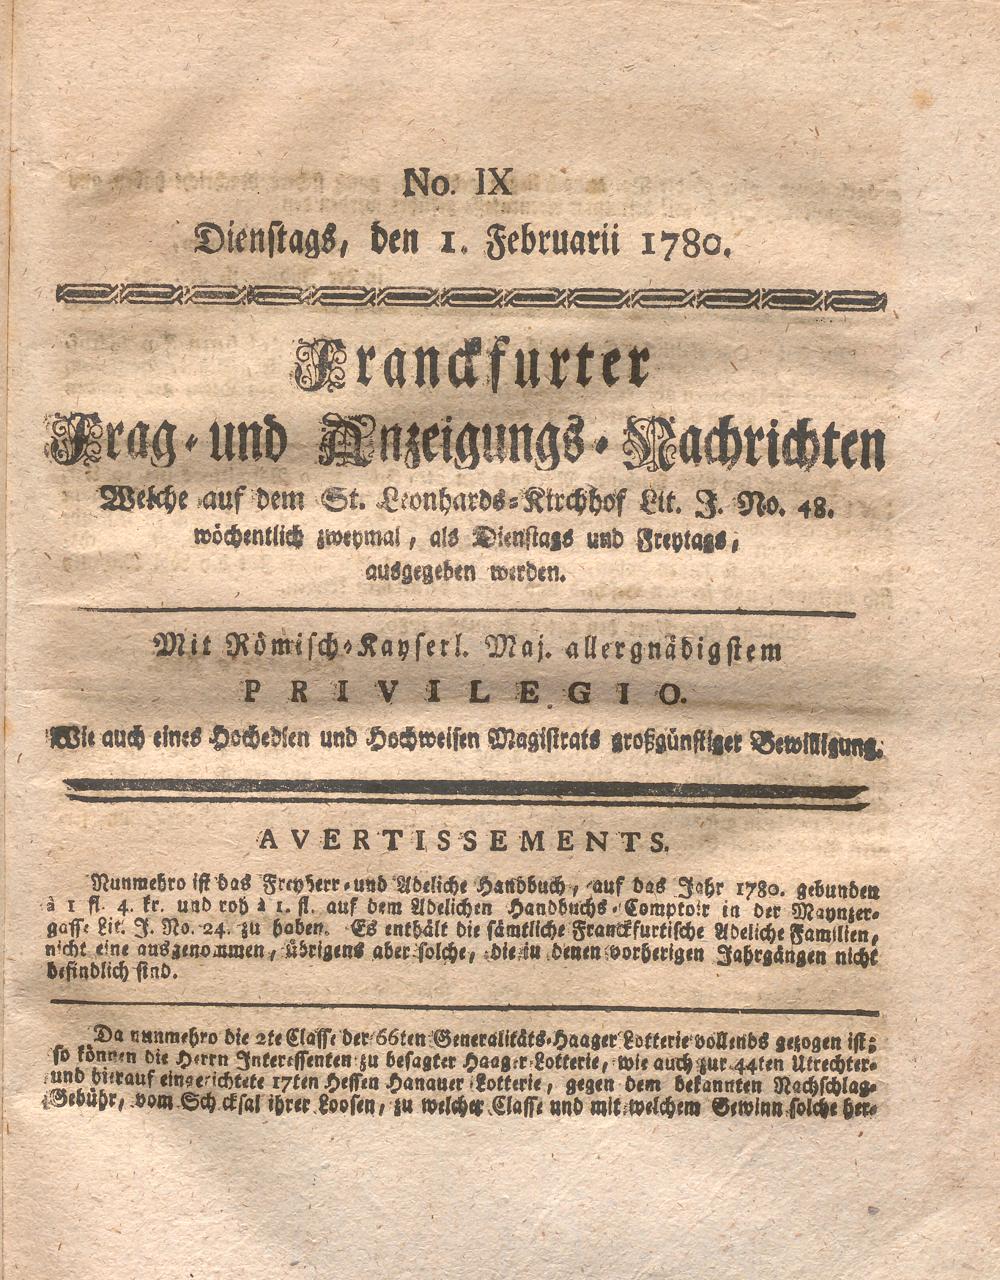 No. IX
Dienstags, den 1. Februarii 1780.
Franckfurter
Frag- und Anzeigungs-Nachrichten
Welche auf dem St. Leonhards-Kirchhof Lit. J. No. 48.
wöchentlich zweymal, als Dienstags und Freytags,
ausgegeben werden.
Mit Römisch-Kayserl. Maj. allergnädigstem
PRIVILEGIO.
Wie auch eines Hochedlen und Hochweisen Magistrats großgünstiger Bewilligung.
AVERTISSEMENTS.
Nunmehro ist das Freyherr- und Adeliche Handbuch, auf das Jahr 1780. gebunden
à 1 fl. 4. kr. und roh à 1. fl. auf dem Adelichen Handbuchs-Comptoir in der Maynzer-
gasse Lit. J. No. 24. zu haben. Es enthält die sämtliche Franckfurtische Adeliche Familien,
nicht eine ausgenommen, übrigens aber solche, die in denen vorherigen Jahrgängen nicht
befindlich sind.
Da nunmehro die 2te Classe der 66ten Generalitäts-Haager Lotterie vollends gezogen ist;
so können die Herrn Interessenten zu besagter Haager Lotterie, wie auch zur 44ten Utrechter-
und hierauf eingerichtete 17ten Hessen Hanauer Lotterie, gegen dem bekannten Nachschlag-
Gebühr, vom Schicksal ihrer Loosen, zu welcher Classe und mit welchem Gewinn solche her-